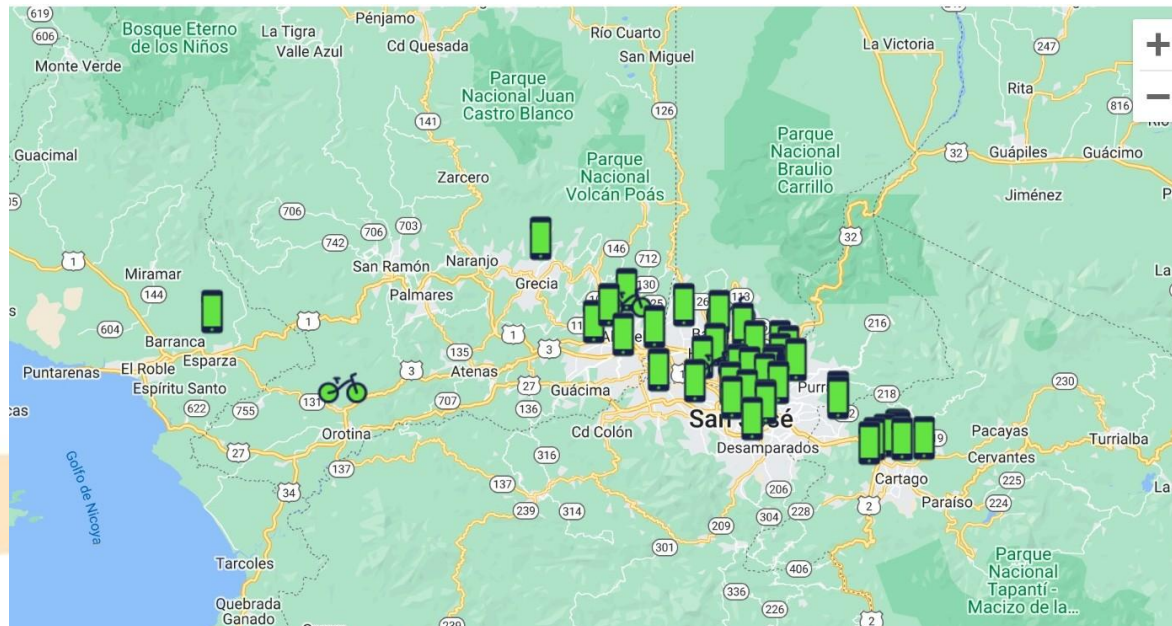 619
606
Bosque Eterno
de los Niños
La Tigra
Valle Azul
Pénjamo
Cd Quesada
Río Cuarto
San Miguel
La Victoria
247
Rita
816
Monte Verde
Parque
Nacional Juan
Castro Blanco
141
126
Parque
Nacional
Braulio
Carrillo
32
Guápiles
Guácimo
Guacimal
Zarcero
Parque
Nacional
Volcán Poás
Jiménez
706
706
703
742
146
712
32
1
Naranjo
San Ramón
Miramar
144
Grecia
130
113
Palmares
604
1
1
216
Barranca
135
3
Puntarenas
El Roble
Esparza
Atenas
3
Espíritu Santo
131
27
Guácima
218
230
622
755
707
136
San José
Orotina
Cd Colón
Desamparados
Pacayas
Turrialba
27
137
316
Cervantes
Cartago
206
225
Golfo de Nicoya
34
137
Paraíso
224
239
314
304
228
2
209
301
Parque
Nacional
Tapantí -
Macizo de la...
Tarcoles
406
336
Quebrada
Ganado
226
2
239